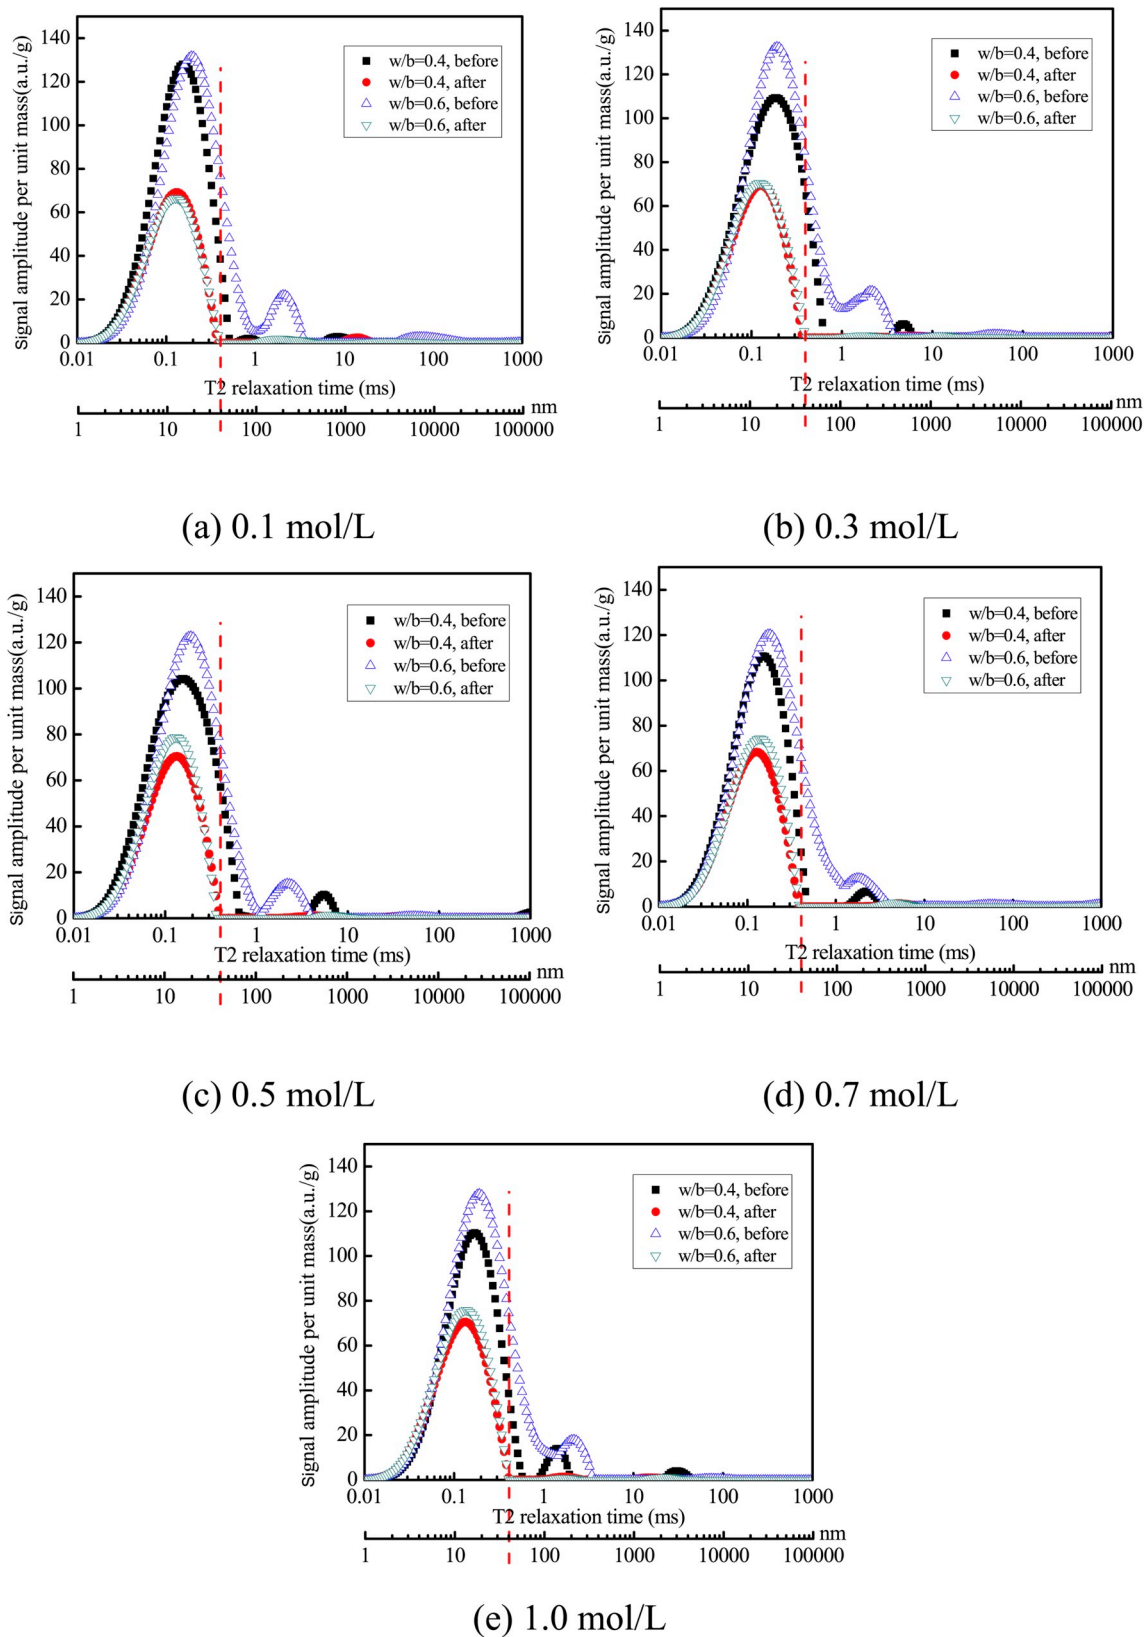 Signal amplitude per unit mass(a.u./g)
140
120
100
80
60
40
20
0
w/b=0.4, before
w/b=0.4, after
w/b=0.6, before
w/b=0.6, after
0.01 0.1 1 10 100 1000
T2 relaxation time (ms)
nm
1 10 100 1000 10000 100000
(a) 0.1 mol/L
Signal amplitude per unit mass(a.u./g)
140
120
100
80
60
40
20
0
w/b=0.4, before
w/b=0.4, after
w/b=0.6, before
w/b=0.6, after
0.01 0.1 1 10 100 1000
T2 relaxation time (ms)
nm
1 10 100 1000 10000 100000
(b) 0.3 mol/L
Signal amplitude per unit mass(a.u./g)
140
120
100
80
60
40
20
0
w/b=0.4, before
w/b=0.4, after
w/b=0.6, before
w/b=0.6, after
0.01 0.1 1 10 100 1000
T2 relaxation time (ms)
nm
1 10 100 1000 10000 100000
(c) 0.5 mol/L
Signal amplitude per unit mass(a.u./g)
140
120
100
80
60
40
20
0
w/b=0.4, before
w/b=0.4, after
w/b=0.6, before
w/b=0.6, after
0.01 0.1 1 10 100 1000
T2 relaxation time (ms)
nm
1 10 100 1000 10000 100000
(d) 0.7 mol/L
Signal amplitude per unit mass(a.u./g)
140
120
100
80
60
40
20
0
w/b=0.4, before
w/b=0.4, after
w/b=0.6, before
w/b=0.6, after
0.01 0.1 1 10 100 1000
T2 relaxation time (ms)
nm
1 10 100 1000 10000 100000
(e) 1.0 mol/L